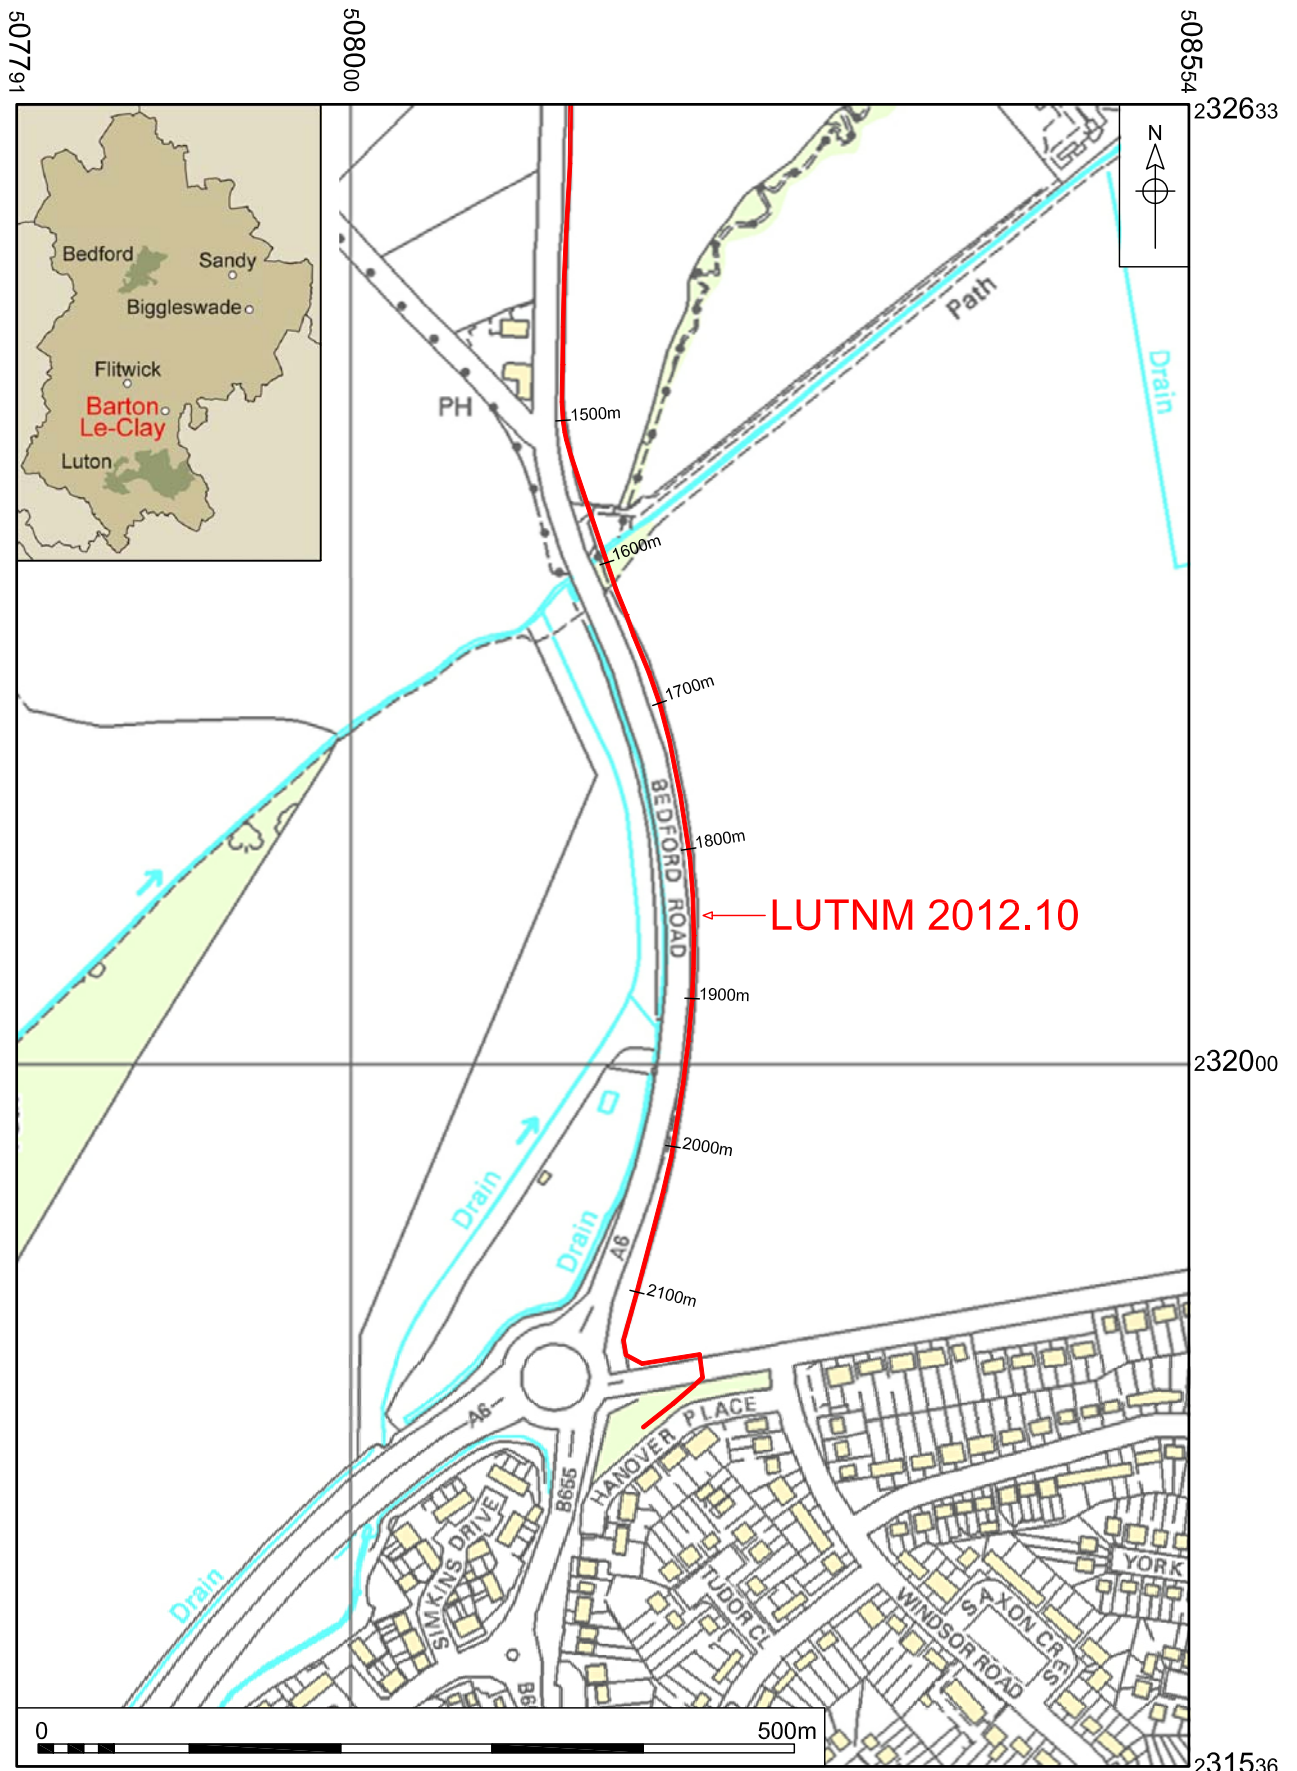 507791
508000
508554
232633
N
Bedford
Sandy
Biggleswade
Flitwick
Barton
Le-Clay
Luton
PH
Path
Drain
1500m
1600m
1700m
BEDFORD ROAD
1800m
LUTNM 2012.10
1900m
232000
2000m
Drain
Drain
A6
2100m
A6
B655
HANOVER PLACE
SIMKINS DRIVE
Drain
TUDOR CL
WINDSOR ROAD
SAXON CRES
YORK
B6
0
500m
231536